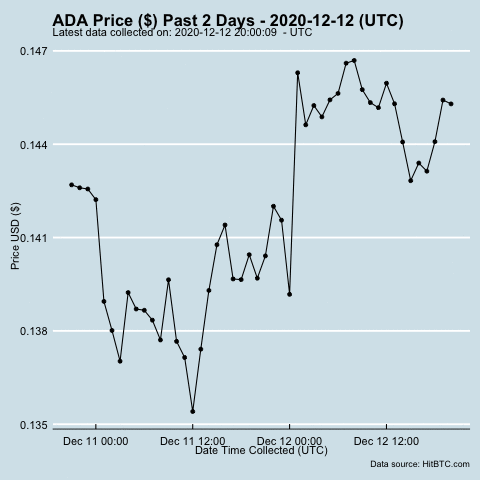 ADA Price ($) Past 2 Days - 2020-12-12 (UTC)
Latest data collected on: 2020-12-12 20:00:09  - UTC
0.147
0.144
0.141
0.138
0.135
Price USD ($)
Dec 11 00:00 Dec 11 12:00 Dec 12 00:00 Dec 12 12:00
Date Time Collected (UTC)
Data source: HitBTC.com